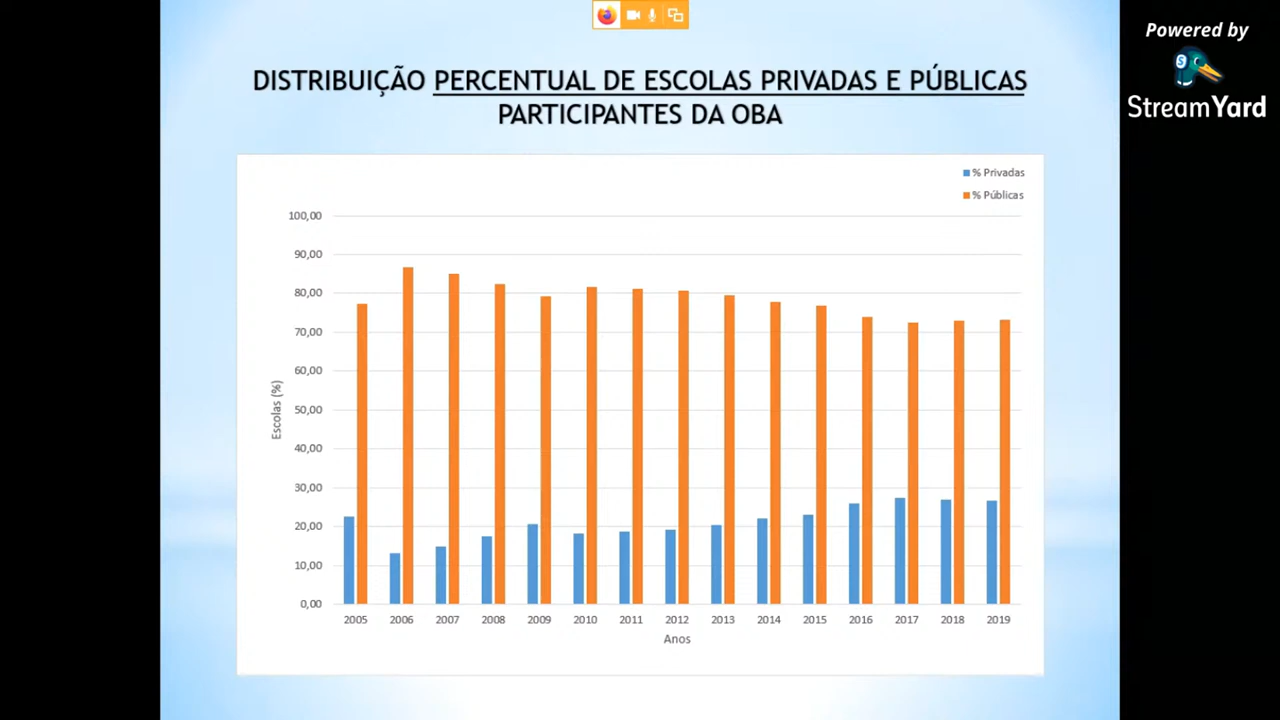 Powered by
StreamYard
DISTRIBUIÇÃO PERCENTUAL DE ESCOLAS PRIVADAS E PÚBLICAS
PARTICIPANTES DA OBA
% Privadas
% Públicas
100,00
90,00
80,00
70,00
60,00
50,00
40,00
30,00
20,00
10,00
0,00
Escolas (%)
2005 2006 2007 2008 2009 2010 2011 2012 2013 2014 2015 2016 2017 2018 2019
Anos